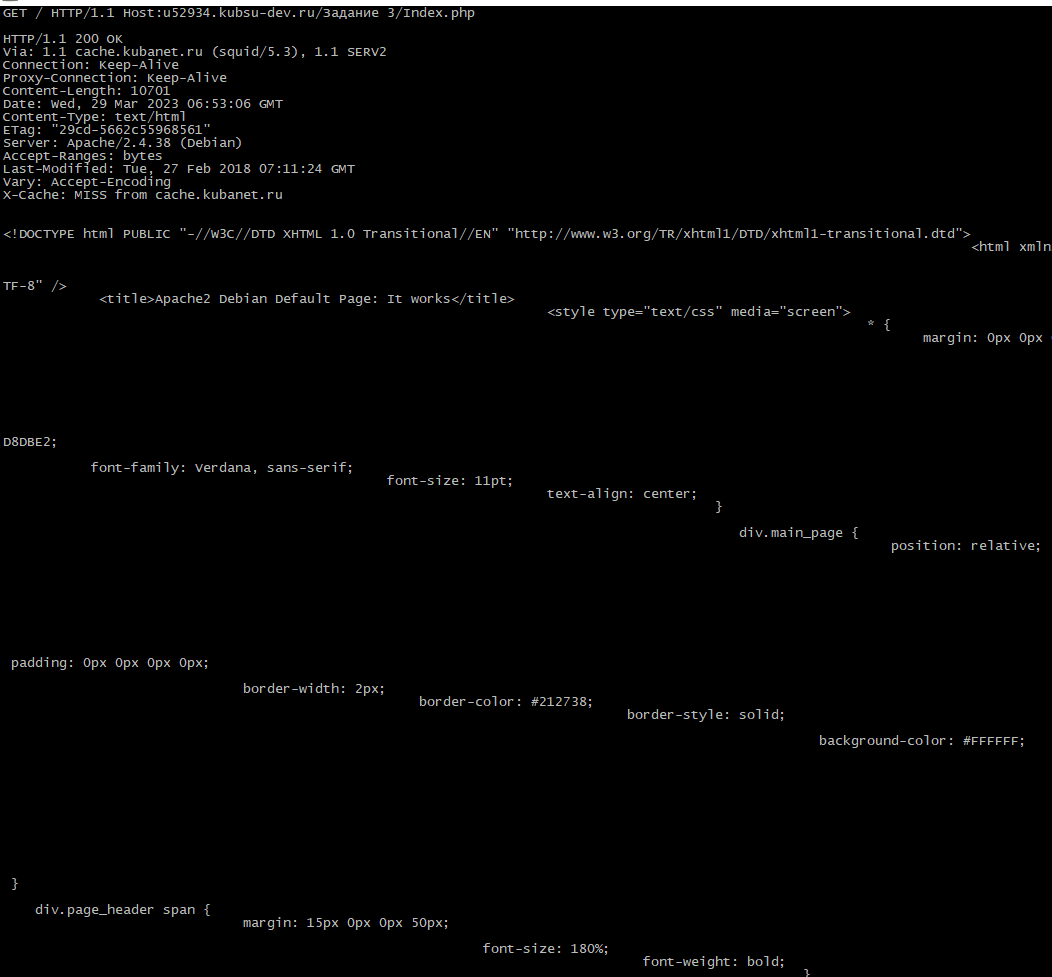 GET / HTTP/1.1 Host:u52934.kubsu-dev.ru/Задание 3/Index.php
HTTP/1.1 200 OK
Via: 1.1 cache.kubanet.ru (squid/5.3), 1.1 SERV2
Connection: Keep-Alive
Proxy-Connection: Keep-Alive
Content-Length: 10701
Date: Wed, 29 Mar 2023 06:53:06 GMT
Content-Type: text/html
ETag: "29cd-5662c55968561"
Server: Apache/2.4.38 (Debian)
Accept-Ranges: bytes
Last-Modified: Tue, 27 Feb 2018 07:11:24 GMT
Vary: Accept-Encoding
X-Cache: MISS from cache.kubanet.ru
<!DOCTYPE html PUBLIC "-//W3C//DTD XHTML 1.0 Transitional//EN" "http://www.w3.org/TR/xhtml1/DTD/xhtml1-transitional.dtd">
<html xmln
TF-8" />
<title>Apache2 Debian Default Page: It works</title>
<style type="text/css" media="screen">
* {
margin: 0px 0px
D8DBE2;
font-family: Verdana, sans-serif;
font-size: 11pt;
text-align: center;
}
div.main_page {
position: relative;
padding: 0px 0px 0px 0px;
border-width: 2px;
border-color: #212738;
border-style: solid;
background-color: #FFFFFF;
}
div.page_header span {
margin: 15px 0px 0px 50px;
font-size: 180%;
font-weight: bold;
}